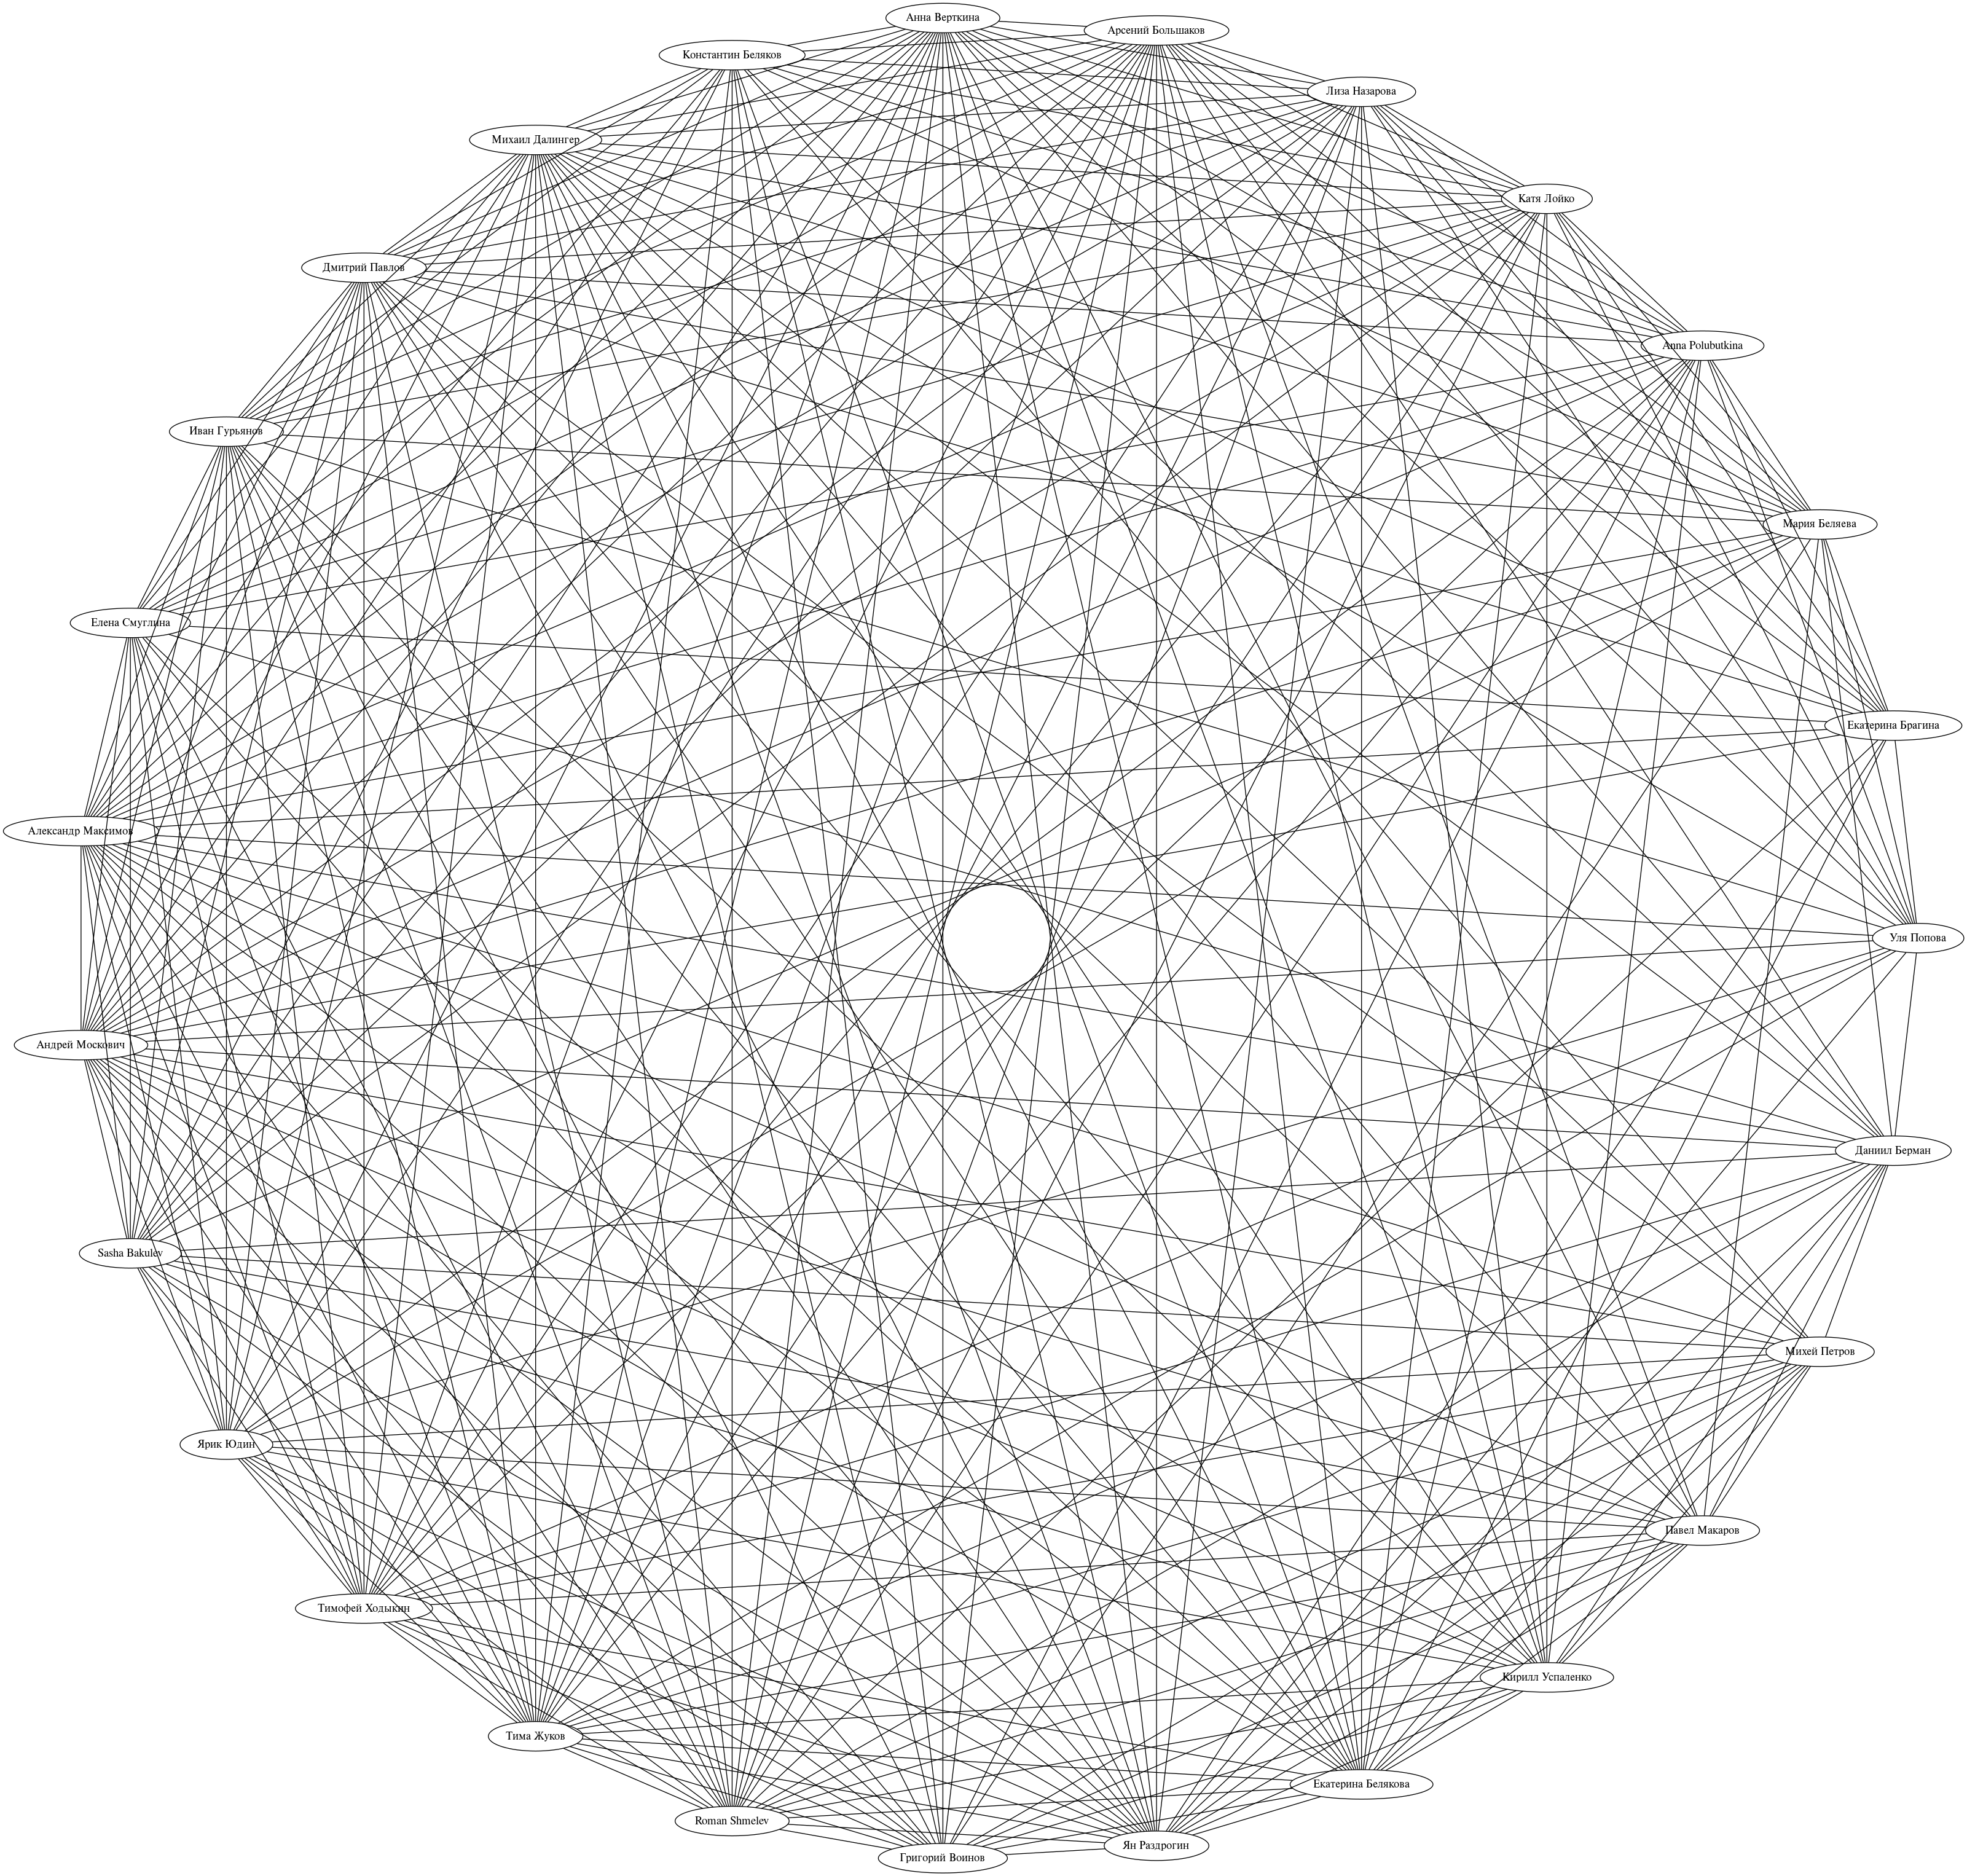 Анна Верткина
Арсений Большаков
Константин Беляков
Лиза Назарова
Михаил Далингер
Катя Лойко
Дмитрий Павлов
Anna Polubutkina
Иван Гурьянов
Мария Беляева
Елена Смуглина
Екатерина Брагина
Александр Максимов
Уля Попова
Андрей Москович
Даниил Берман
Sasha Bakulev
Михей Петров
Ярик Юдин
Павел Макаров
Тимофей Ходыкин
Кирилл Успаленко
Тима Жуков
Екатерина Белякова
Roman Shmelev
Ян Раздрогин
Григорий Воинов